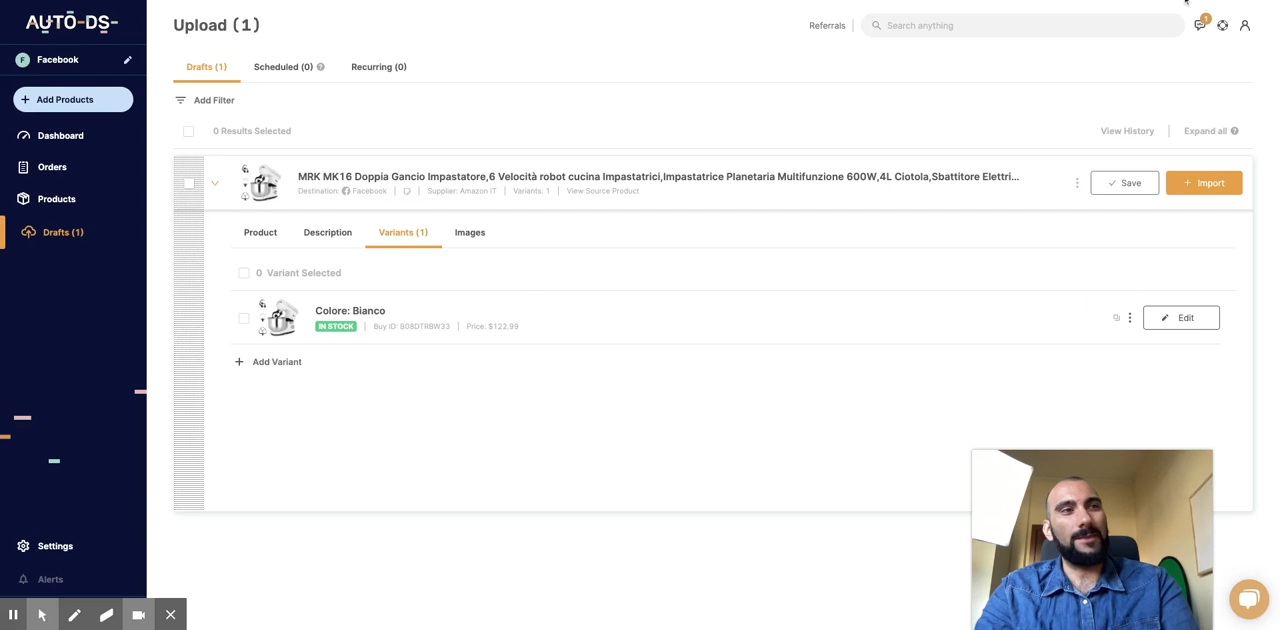 AUTO-DS-
Upload (1)
Referrals
Search anything
1
F
Facebook
Drafts (1)
Scheduled (0)
Recurring (0)
Add Products
Add Filter
0 Results Selected
View History
Expand all
Dashboard
Orders
Products
Drafts (1)
MRK MK16 Doppia Gancio Impastatore,6 Velocità robot cucina Impastatrici,Impastatrice Planetaria Multifunzione 600W,4L Ciotola,Sbattitore Elettri...
Destination: Facebook
Supplier: Amazon IT
Variants: 1
View Source Product
Save
Import
Product
Description
Variants (1)
Images
0 Variant Selected
Colore: Bianco
IN STOCK
Buy ID: B08DTRBW33
Price: $122.99
Edit
Add Variant
Settings
Alerts